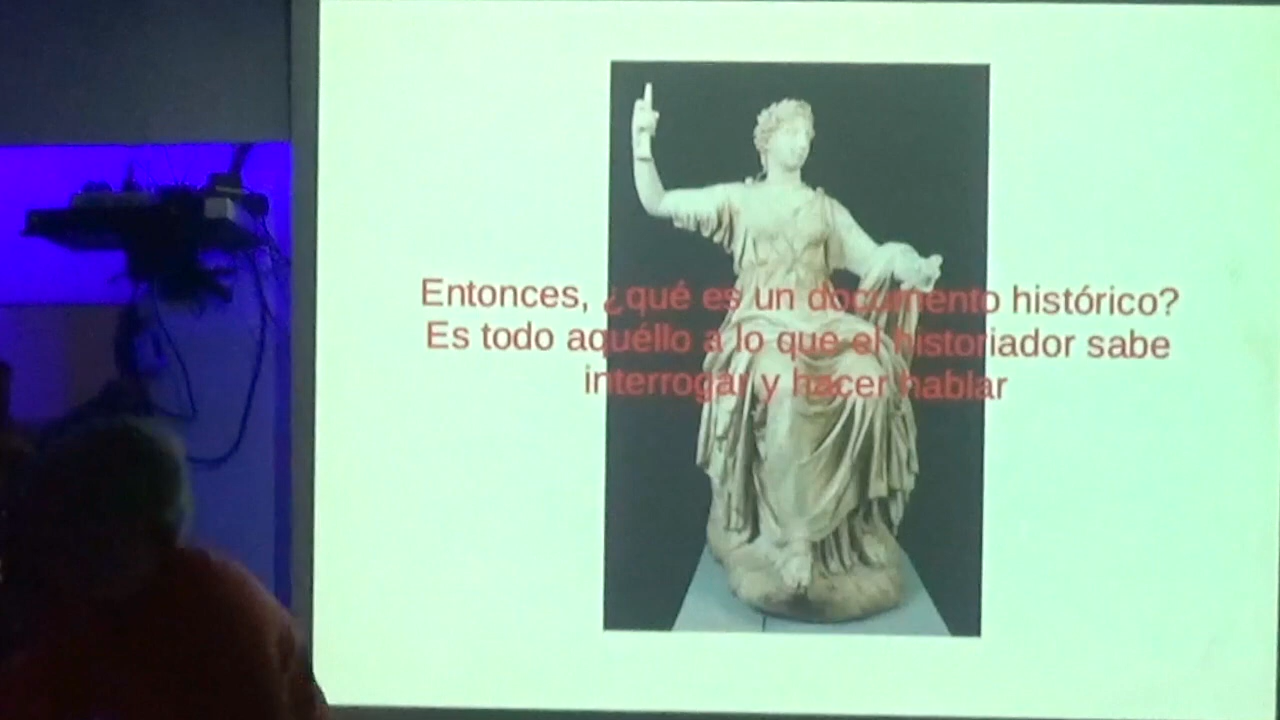 Entonces, ¿qué es un documento histórico?
Es todo aquéllo a lo que el historiador sabe
interrogar y hacer hablar